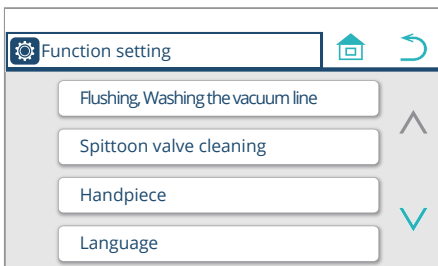 Function setting
Flushing, Washing the vacuum line
Spittoon valve cleaning
Handpiece
Language